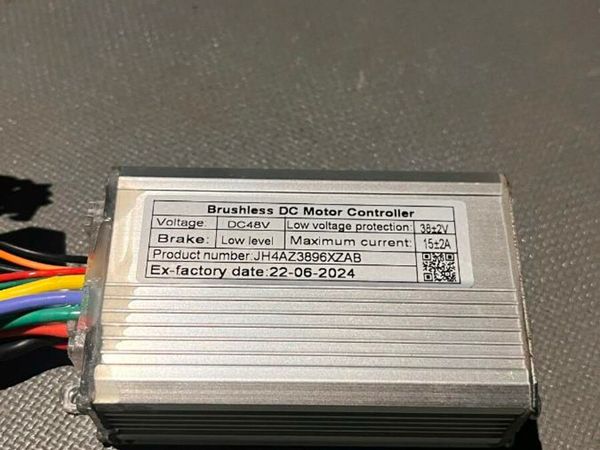 Brushless DC Motor Controller
Voltage: DC48V Low voltage protection: 38±2V
Brake: Low level Maximum current: 15±2A
Product number: JH4AZ3896XZAB
Ex-factory date:22-06-2024